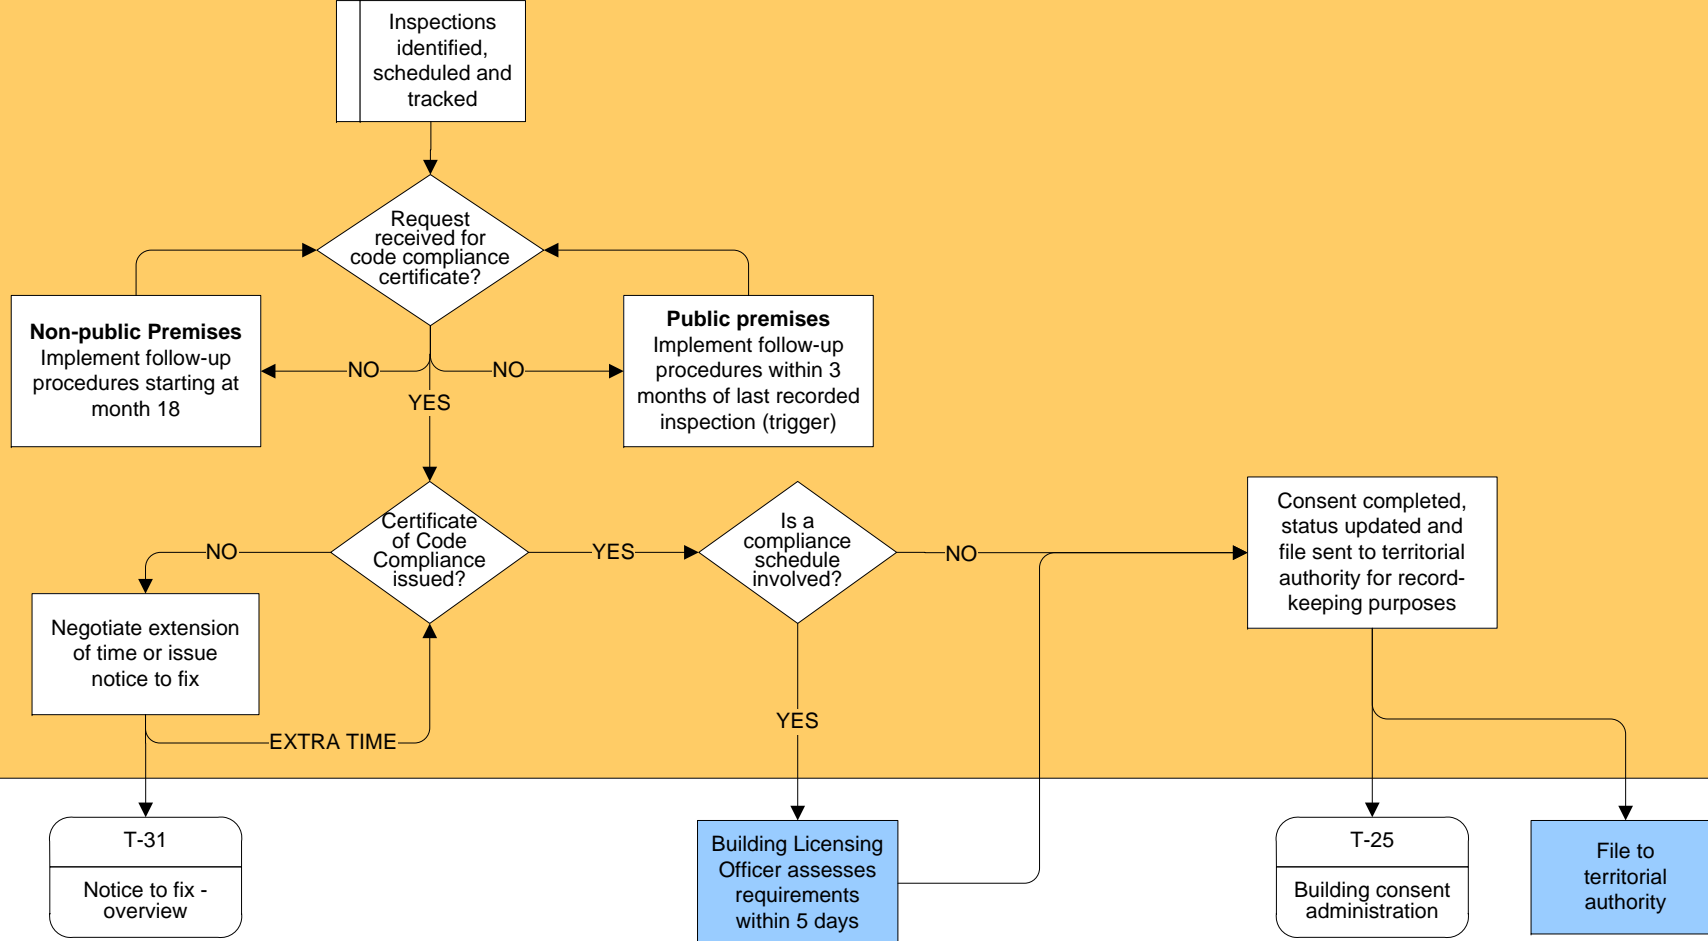 Inspections
identified,
scheduled and
tracked
Request
received for
code compliance
certificate?
Non-public Premises
Implement follow-up
procedures starting at
month 18
Public premises
Implement follow-up
procedures within 3
months of last recorded
inspection (trigger)
NO
NO
YES
Certificate
of Code
Compliance
issued?
NO
YES
Is a
compliance
schedule
involved?
NO
Consent completed,
status updated and
file sent to territorial
authority for record-
keeping purposes
Negotiate extension
of time or issue
notice to fix
YES
EXTRA TIME
T-31
Notice to fix -
overview
Building Licensing
Officer assesses
requirements
within 5 days
T-25
Building consent
administration
File to
territorial
authority